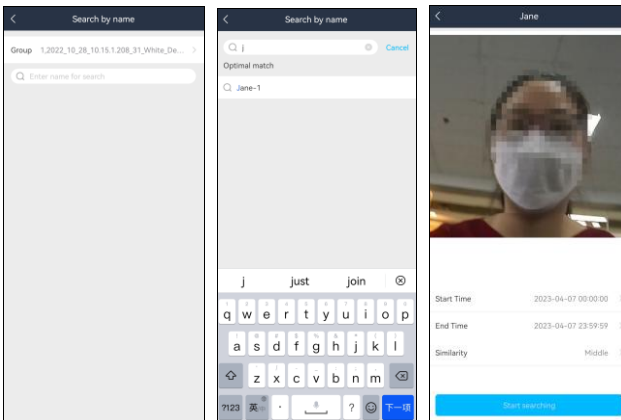 Search by name
Group 1,2022_10_28_10.15.1.208_31_White_De...
Enter name for search
Search by name
j Cancel
Optimal match
Jane-1
j just join
q w e r t y u i o p
a s d f g h j k l
z x c v b n m
?123 英 · ? 下一项
Jane
Start Time 2023-04-07 00:00:00
End Time 2023-04-07 23:59:59
Similarity Middle
Start searching